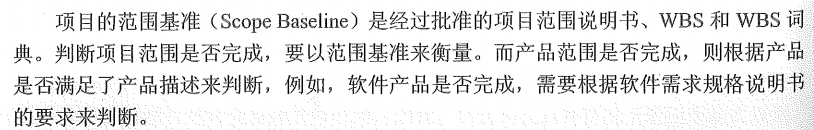 项目的范围基准（Scope Baseline）是经过批准的项目范围说明书、WBS 和 WBS 词
典。判断项目范围是否完成，要以范围基准来衡量。而产品范围是否完成，则根据产品
是否满足了产品描述来判断，例如，软件产品是否完成，需要根据软件需求规格说明书
的要求来判断。